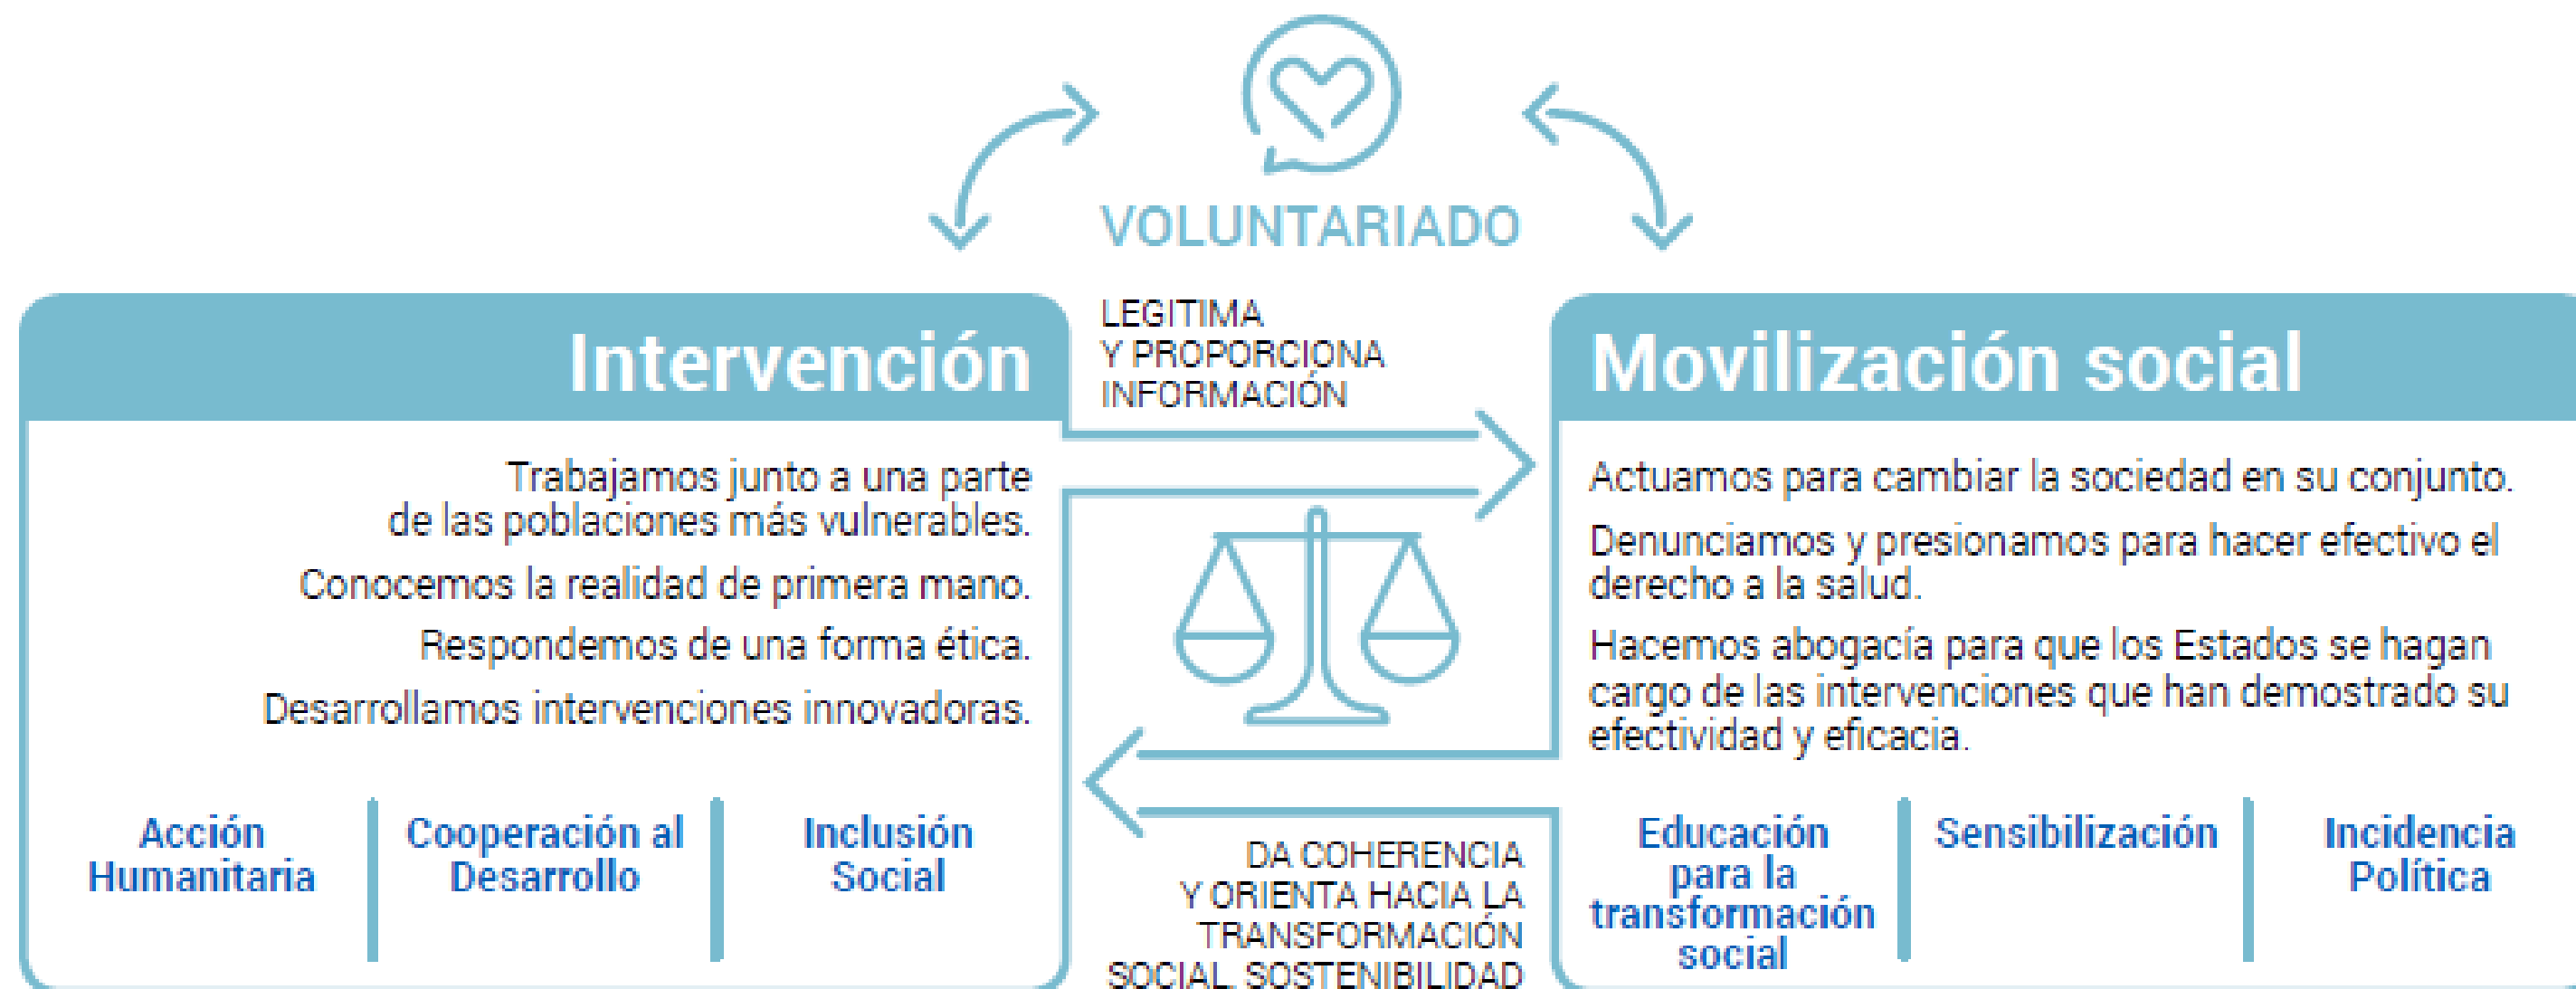 VOLUNTARIADO
Intervención
Trabajamos junto a una parte
de las poblaciones más vulnerables.
Conocemos la realidad de primera mano.
Respondemos de una forma ética.
Desarrollamos intervenciones innovadoras.
Acción
Humanitaria
Cooperación al
Desarrollo
Inclusión
Social
LEGITIMA
Y PROPORCIONA
INFORMACIÓN
DA COHERENCIA
Y ORIENTA HACIA LA
TRANSFORMACIÓN
SOCIAL. SOSTENIBILIDAD
Movilización social
Actuamos para cambiar la sociedad en su conjunto.
Denunciamos y presionamos para hacer efectivo el
derecho a la salud.
Hacemos abogacía para que los Estados se hagan
cargo de las intervenciones que han demostrado su
efectividad y eficacia.
Educación
para la
transformación
social
Sensibilización
Incidencia
Política